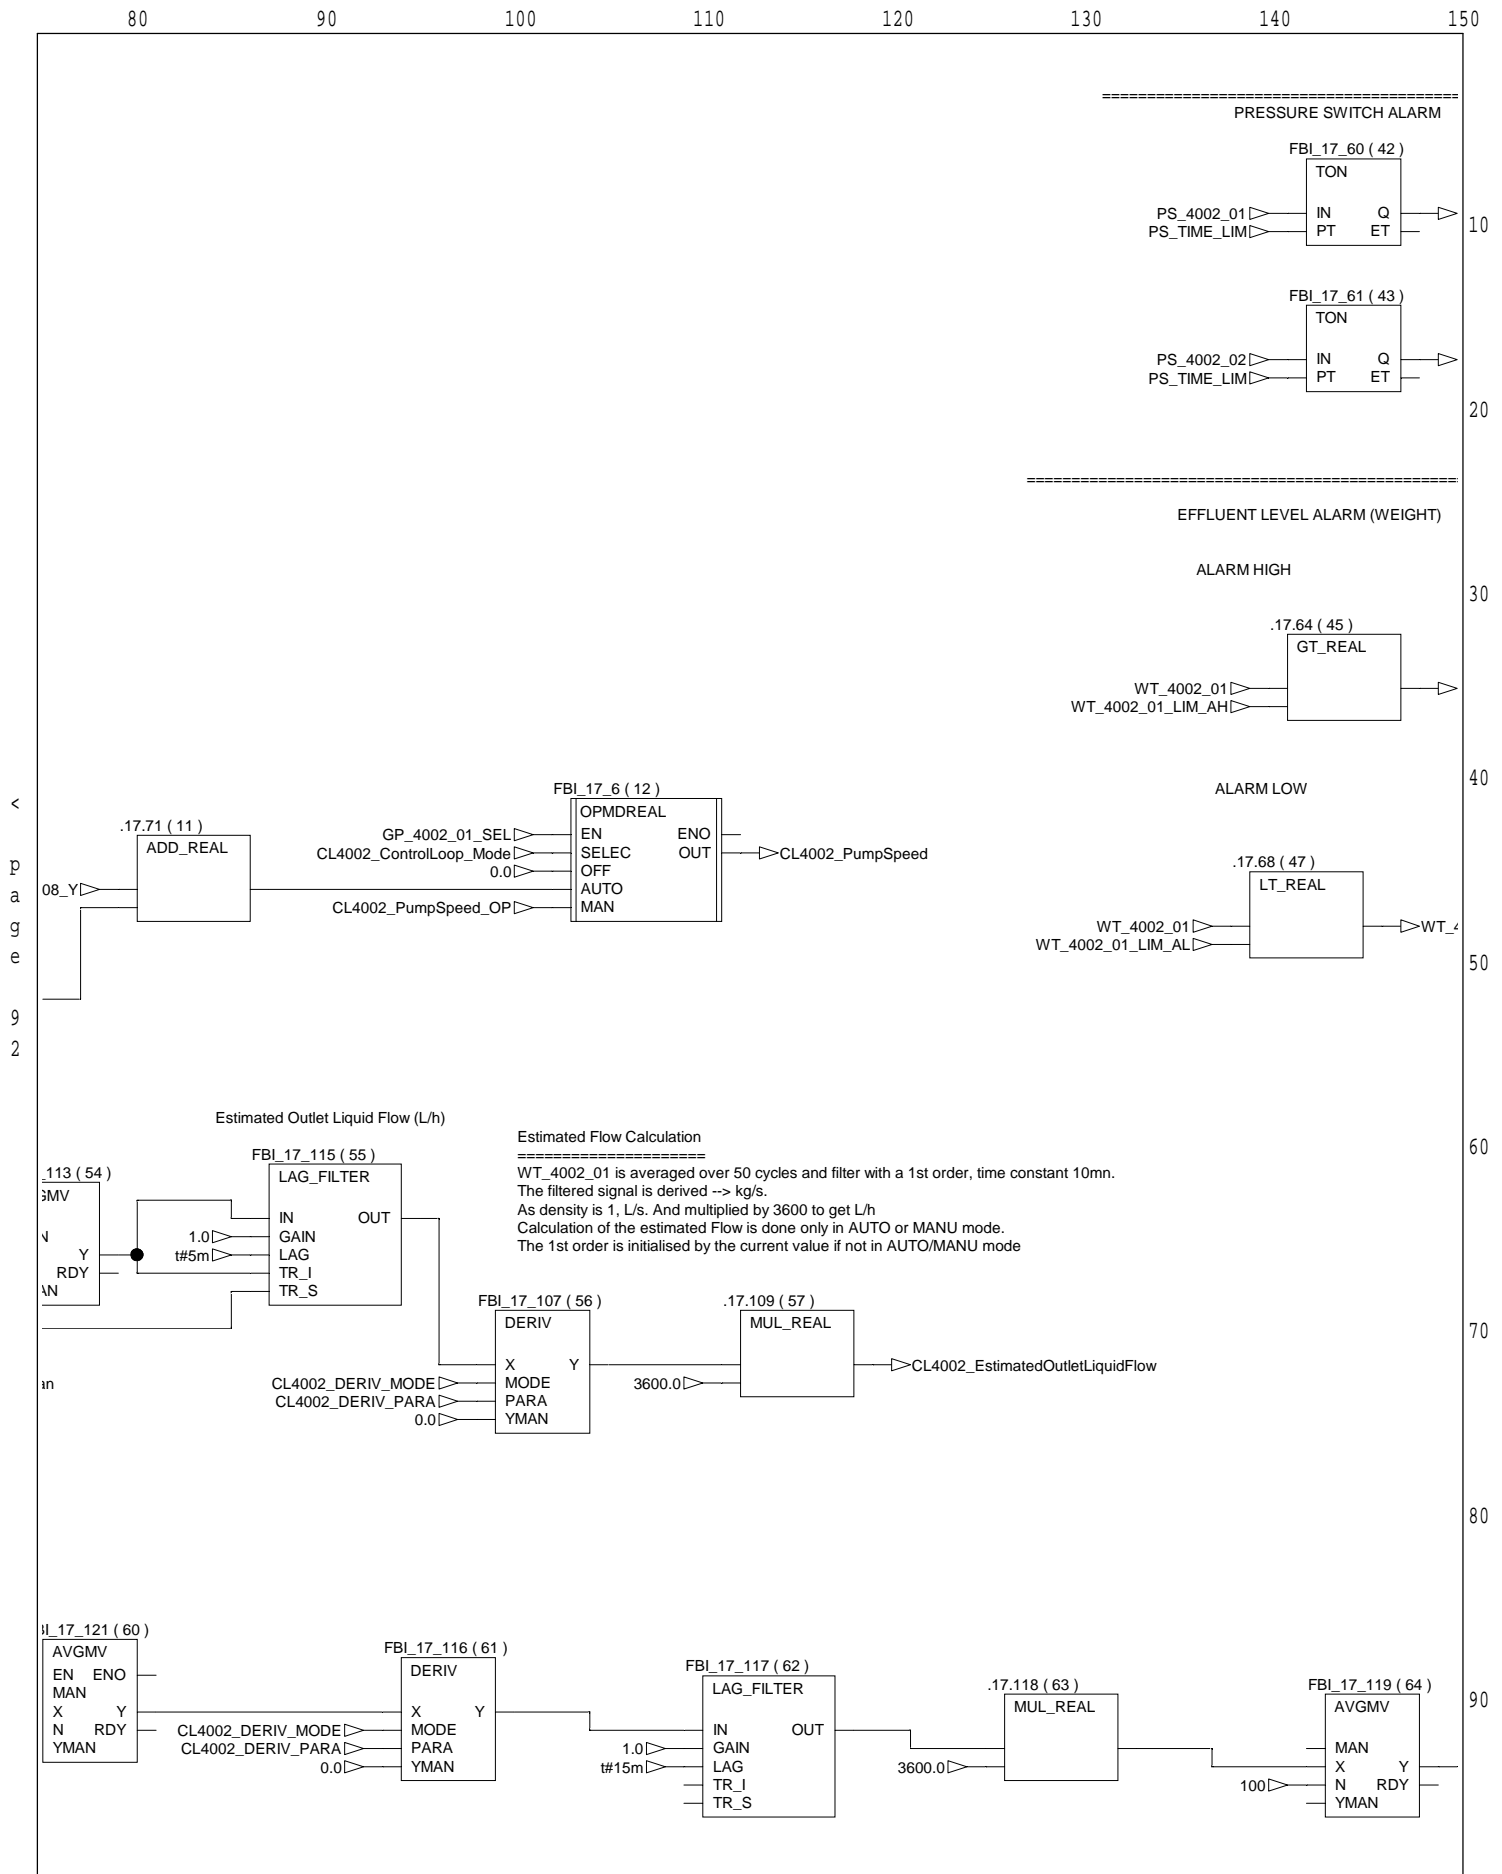 80 90 100 110 120 130 140 150
==========================================
PRESSURE SWITCH ALARM
FBI_17_60 ( 42 )
TON
PS_4002_01 IN Q
10
PS_TIME_LIM PT ET
FBI_17_61 ( 43 )
TON
PS_4002_02 IN Q
PS_TIME_LIM PT ET
20
==================================================
EFFLUENT LEVEL ALARM (WEIGHT)
ALARM HIGH
30
.17.64 ( 45 )
GT_REAL
WT_4002_01
WT_4002_01_LIM_AH
40
ALARM LOW
< page 92
FBI_17_6 ( 12 )
OPMDREAL
.17.71 ( 11 )
ADD_REAL
GP_4002_01_SEL EN ENO
CL4002_ControlLoop_Mode SELEC OUT CL4002_PumpSpeed
0.0 OFF
08_Y AUTO
CL4002_PumpSpeed_OP MAN
.17.68 ( 47 )
LT_REAL
WT_4002_01 WT_4
WT_4002_01_LIM_AL
50
Estimated Outlet Liquid Flow (L/h)
60
Estimated Flow Calculation
=====================
WT_4002_01 is averaged over 50 cycles and filter with a 1st order, time constant 10mn.
The filtered signal is derived --> kg/s.
As density is 1, L/s. And multiplied by 3600 to get L/h
Calculation of the estimated Flow is done only in AUTO or MANU mode.
The 1st order is initialised by the current value if not in AUTO/MANU mode
_113 ( 54 )
GMV
N
Y
RDY
AN
FBI_17_115 ( 55 )
LAG_FILTER
IN OUT
1.0 GAIN
t#5m LAG
TR_I
TR_S
70
FBI_17_107 ( 56 )
DERIV
X Y
CL4002_DERIV_MODE MODE
CL4002_DERIV_PARA PARA
0.0 YMAN
.17.109 ( 57 )
MUL_REAL
CL4002_EstimatedOutletLiquidFlow
3600.0
an
80
90
I_17_121 ( 60 )
AVGMV
EN ENO
MAN
X Y
N RDY
YMAN
FBI_17_116 ( 61 )
DERIV
X Y
CL4002_DERIV_MODE MODE
CL4002_DERIV_PARA PARA
0.0 YMAN
FBI_17_117 ( 62 )
LAG_FILTER
IN OUT
1.0 GAIN
t#15m LAG
TR_I
TR_S
.17.118 ( 63 )
MUL_REAL
3600.0
FBI_17_119 ( 64 )
AVGMV
MAN
X Y
100 N RDY
YMAN